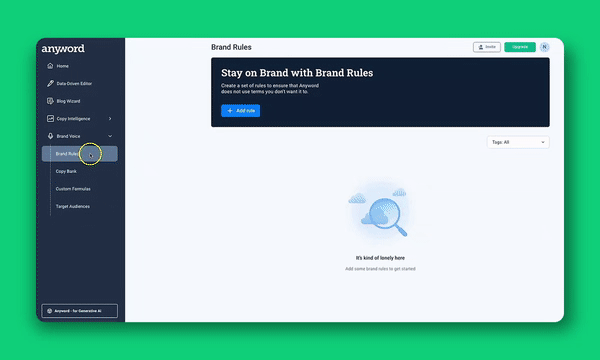 anyword
Home
Data-Driven Editor
Blog Wizard
Copy Intelligence
Brand Voice
Brand Rules
Copy Bank
Custom Formulas
Target Audiences
Anyword - for Generative AI
Brand Rules
Invite
Upgrade
N
Stay on Brand with Brand Rules
Create a set of rules to ensure that Anyword
does not use terms you don't want it to.
+ Add rule
Tags: All
It's kind of lonely here
Add some brand rules to get started